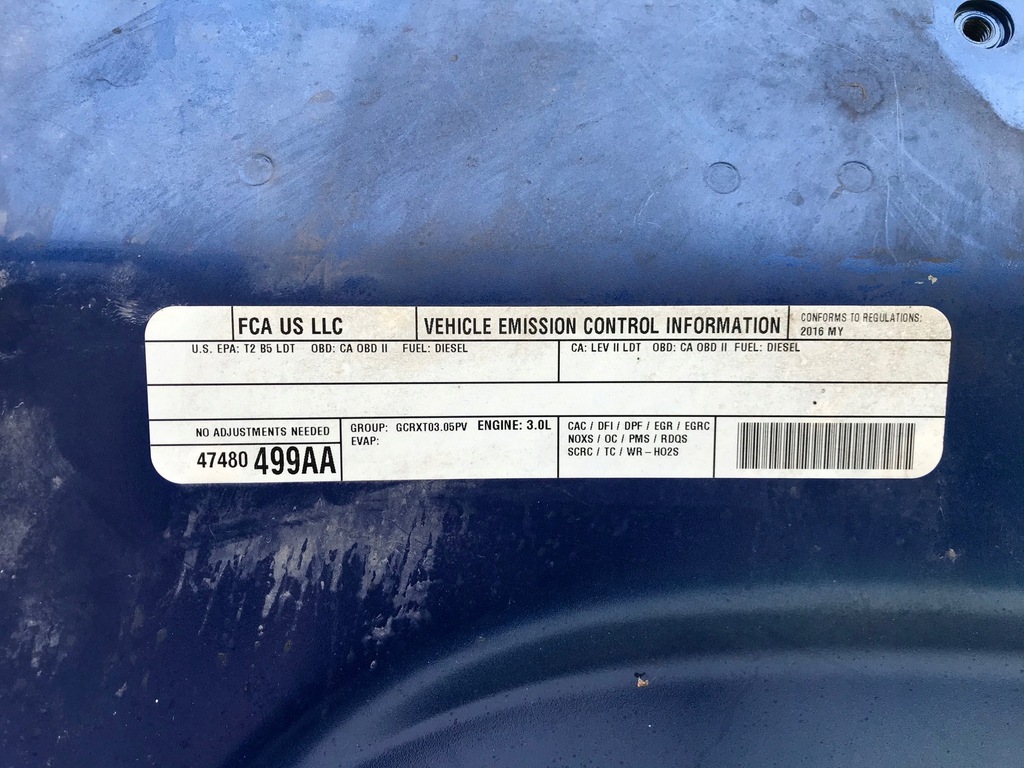 FCA US LLC
VEHICLE EMISSION CONTROL INFORMATION
CONFORMS TO REGULATIONS:
2016 MY
U.S. EPA: T2 B5 LDT OBD: CA OBD II FUEL: DIESEL
CA: LEV II LDT OBD: CA OBD II FUEL: DIESEL
NO ADJUSTMENTS NEEDED
47480 499AA
GROUP: GCRXT03.05PV ENGINE: 3.0L
EVAP:
CAC / DFI / DPF / EGR / EGRC
NOXS / OC / PMS / RDQS
SCRC / TC / WR – HO2S